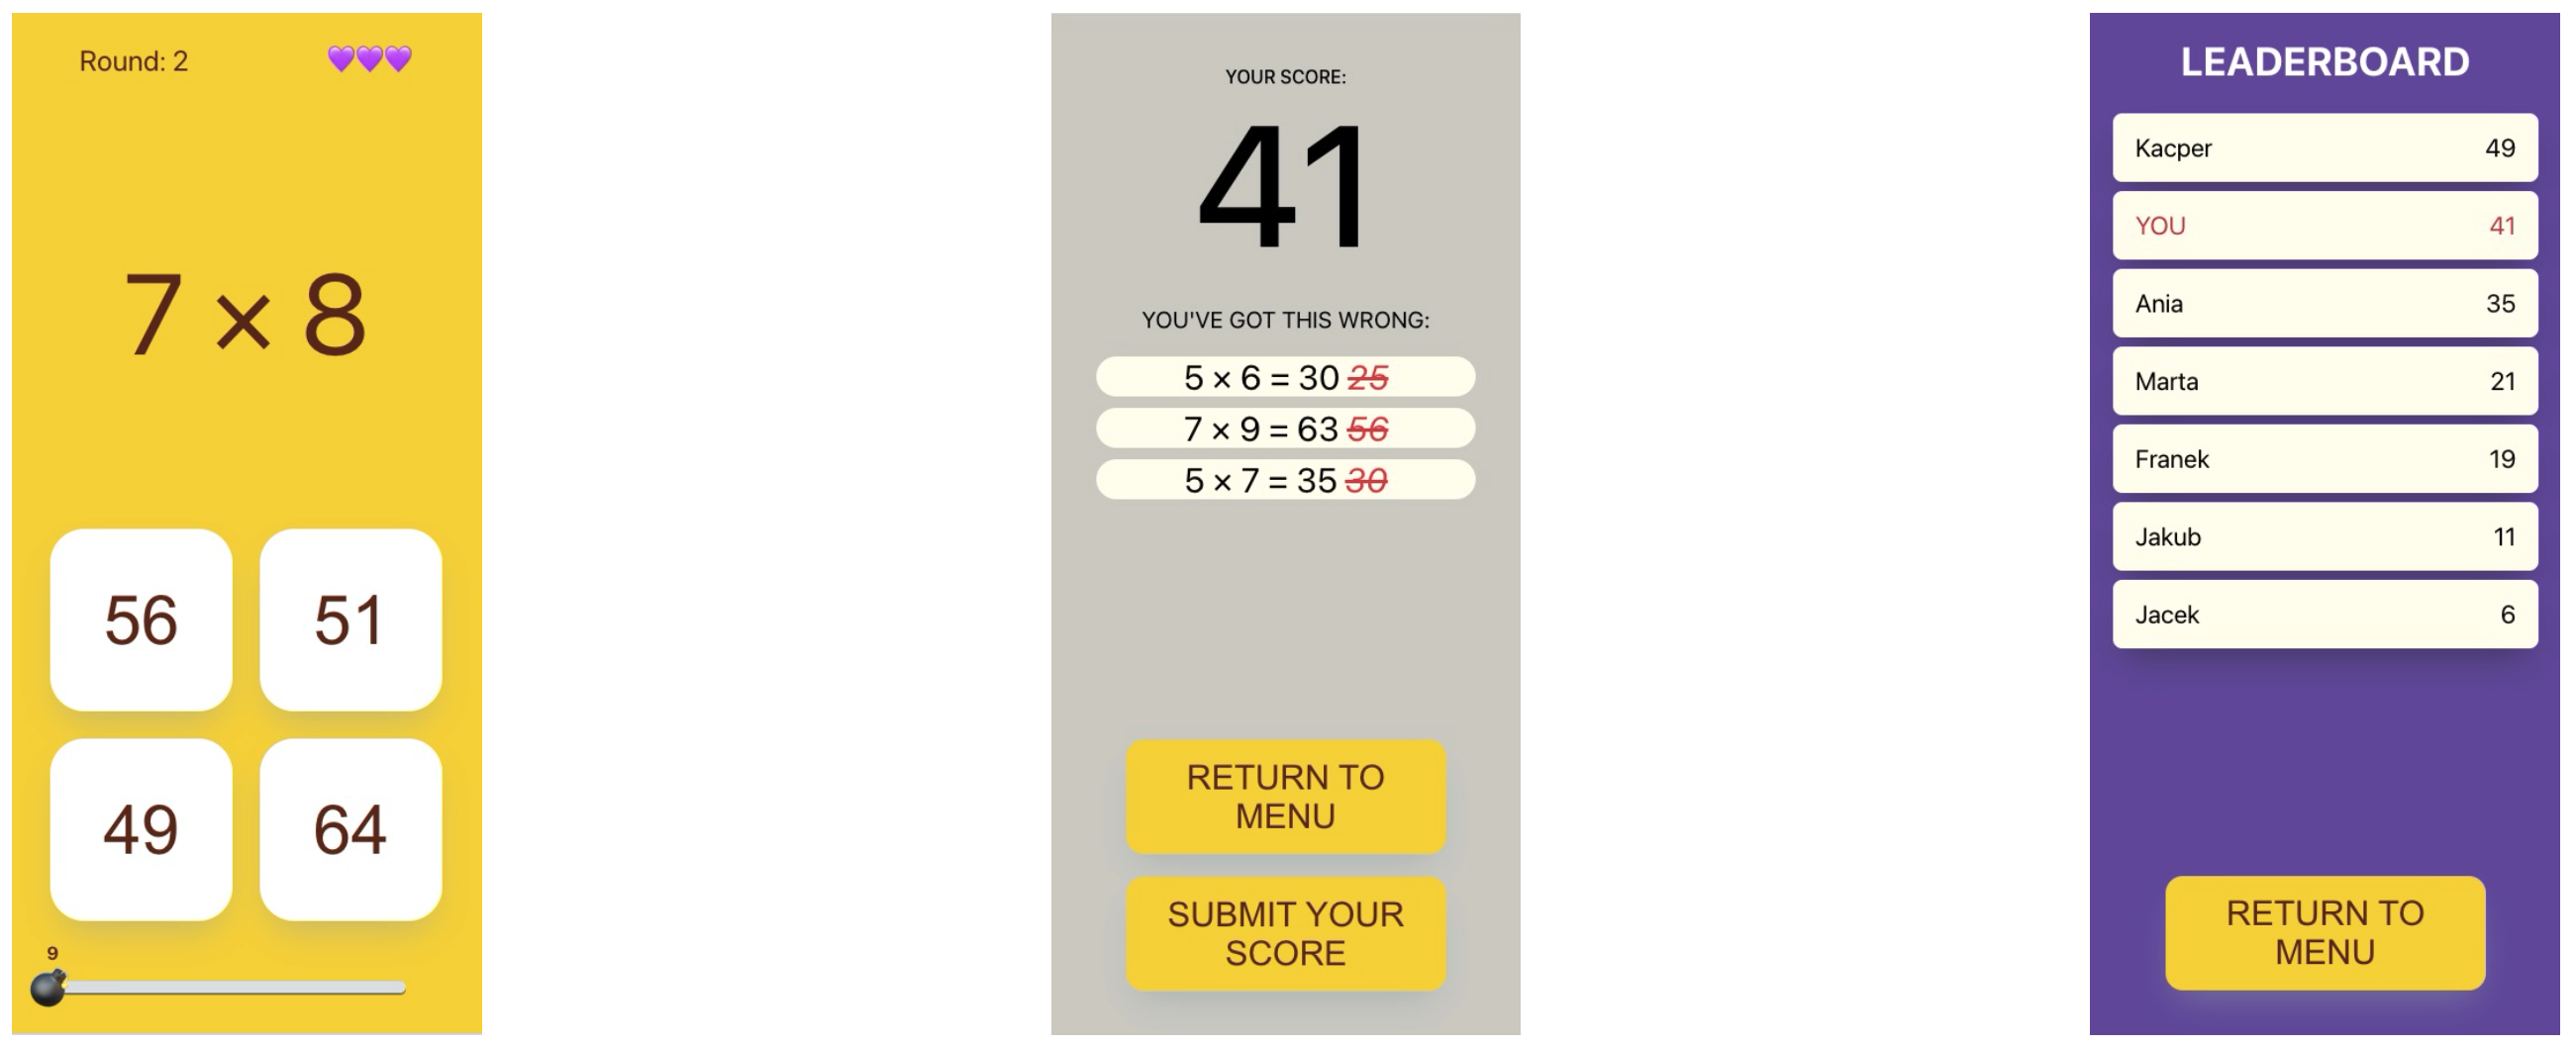 Round: 2
7 × 8
56 51
49 64
9
YOUR SCORE:
41
YOU'VE GOT THIS WRONG:
5 × 6 = 30 25
7 × 9 = 63 56
5 × 7 = 35 30
RETURN TO
MENU
SUBMIT YOUR
SCORE
LEADERBOARD
Kacper 49
YOU 41
Ania 35
Marta 21
Franek 19
Jakub 11
Jacek 6
RETURN TO
MENU